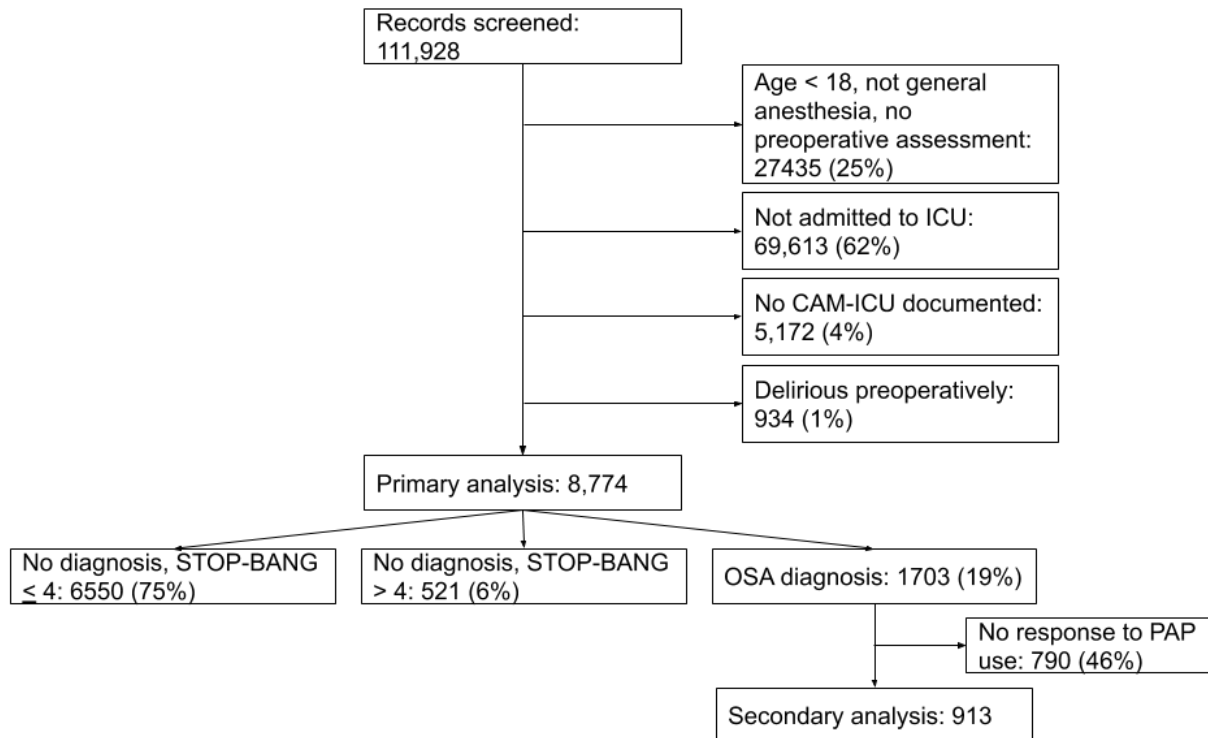 Records screened:
111,928
Age < 18, not general
anesthesia, no
preoperative assessment:
27435 (25%)
Not admitted to ICU:
69,613 (62%)
No CAM-ICU documented:
5,172 (4%)
Delirious preoperatively:
934 (1%)
Primary analysis: 8,774
No diagnosis, STOP-BANG
≤ 4: 6550 (75%)
No diagnosis, STOP-BANG
> 4: 521 (6%)
OSA diagnosis: 1703 (19%)
No response to PAP
use: 790 (46%)
Secondary analysis: 913